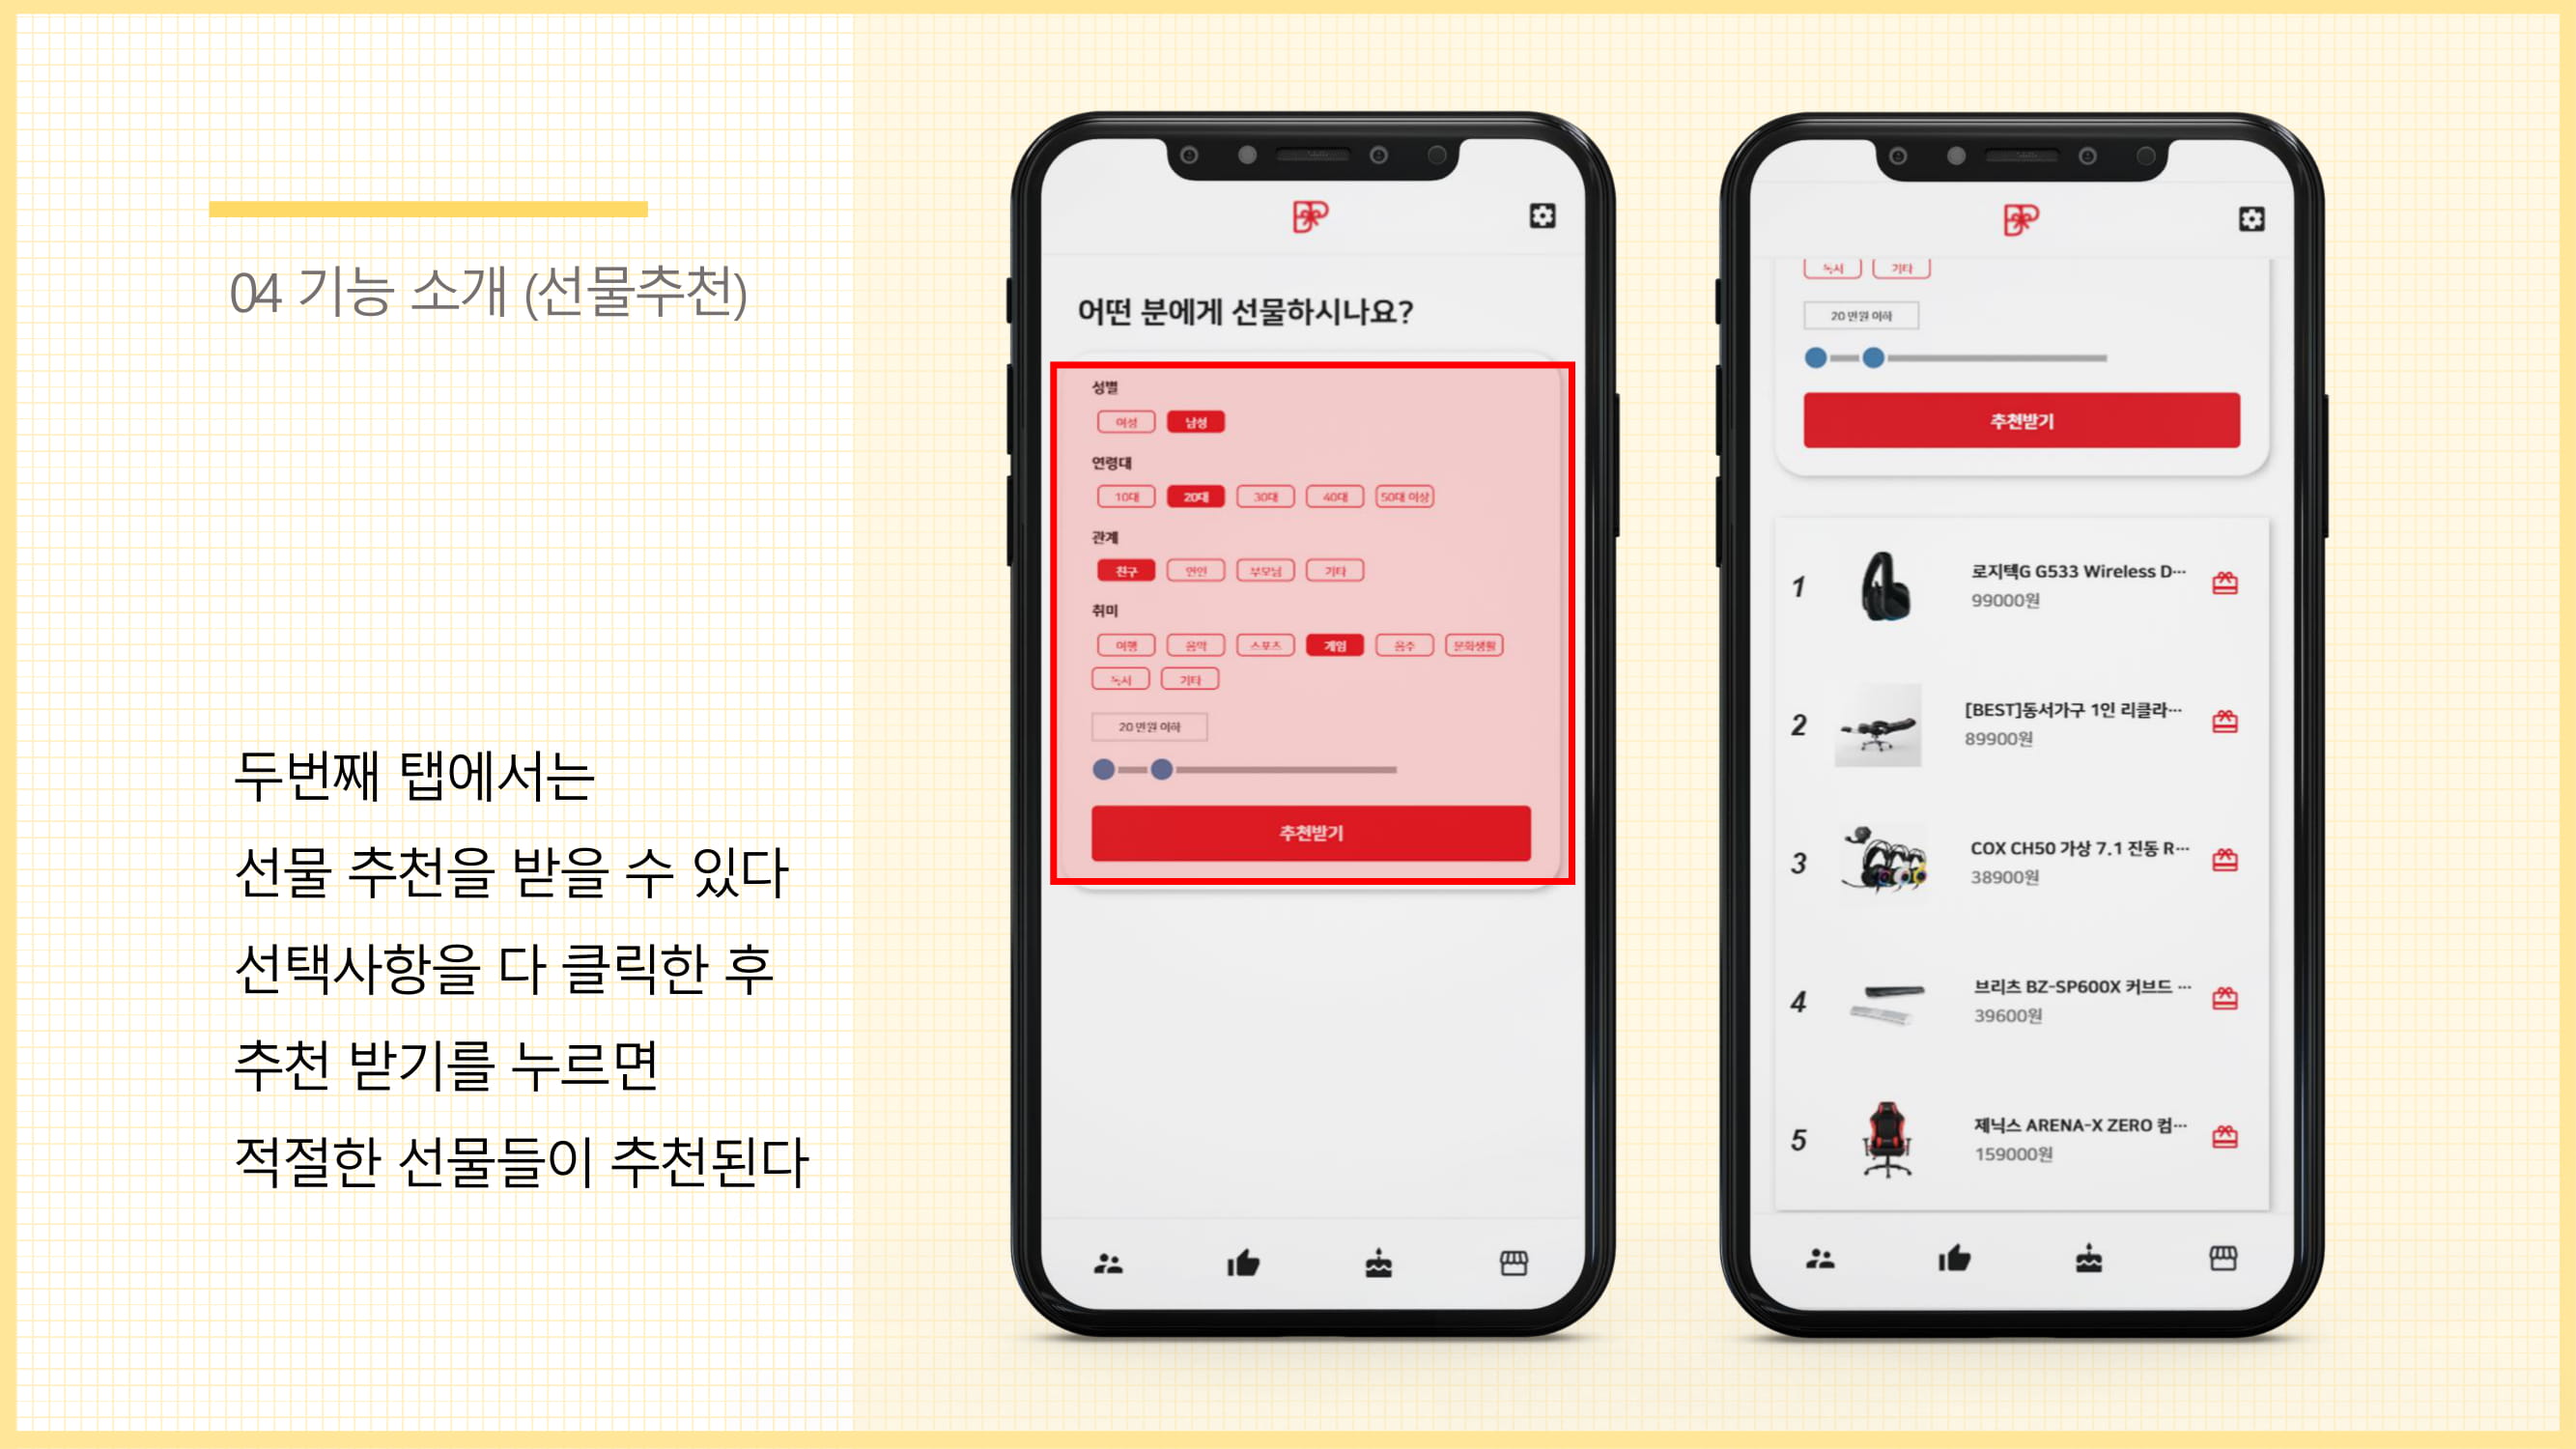 04 기능 소개 (선물추천)
두번째 탭에서는
선물 추천을 받을 수 있다
선택사항을 다 클릭한 후
추천 받기를 누르면
적절한 선물들이 추천된다
어떤 분에게 선물하시나요?
성별
여성 남성
연령대
10대 20대 30대 40대 50대 이상
관계
친구 연인 부모님 기타
취미
여행 음악 스포츠 게임 음주 문화생활
독서 기타
20 만원 이하
추천받기
독서 기타
20 만원 이하
추천받기
1 로지텍G G533 Wireless D···
99000원
2 [BEST]동서가구 1인 리클라···
89900원
3 COX CH50 가상 7.1 진동 R···
38900원
4 브리츠 BZ-SP600X 커브드 ···
39600원
5 제닉스 ARENA-X ZERO 컴···
159000원